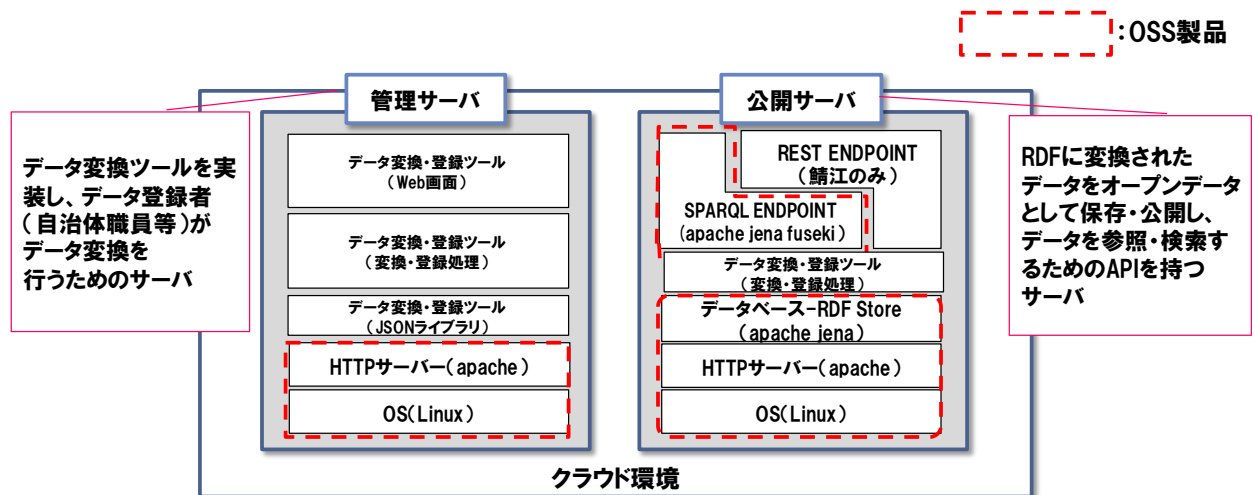 :OSS製品
管理サーバ
公開サーバ
データ変換ツールを実
装し、データ登録者
（自治体職員等）が
データ変換を
行うためのサーバ
データ変換・登録ツール
（Web画面）
データ変換・登録ツール
（変換・登録処理）
データ変換・登録ツール
（JSONライブラリ）
HTTPサーバー（apache）
OS（Linux）
REST ENDPOINT
（鯖江のみ）
SPARQL ENDPOINT
（apache jena fuseki）
データ変換・登録ツール
（変換・登録処理）
データベース-RDF Store
（apache jena）
HTTPサーバー（apache）
OS（Linux）
RDFに変換された
データをオープンデータ
として保存・公開し、
データを参照・検索す
るためのAPIを持つ
サーバ
クラウド環境